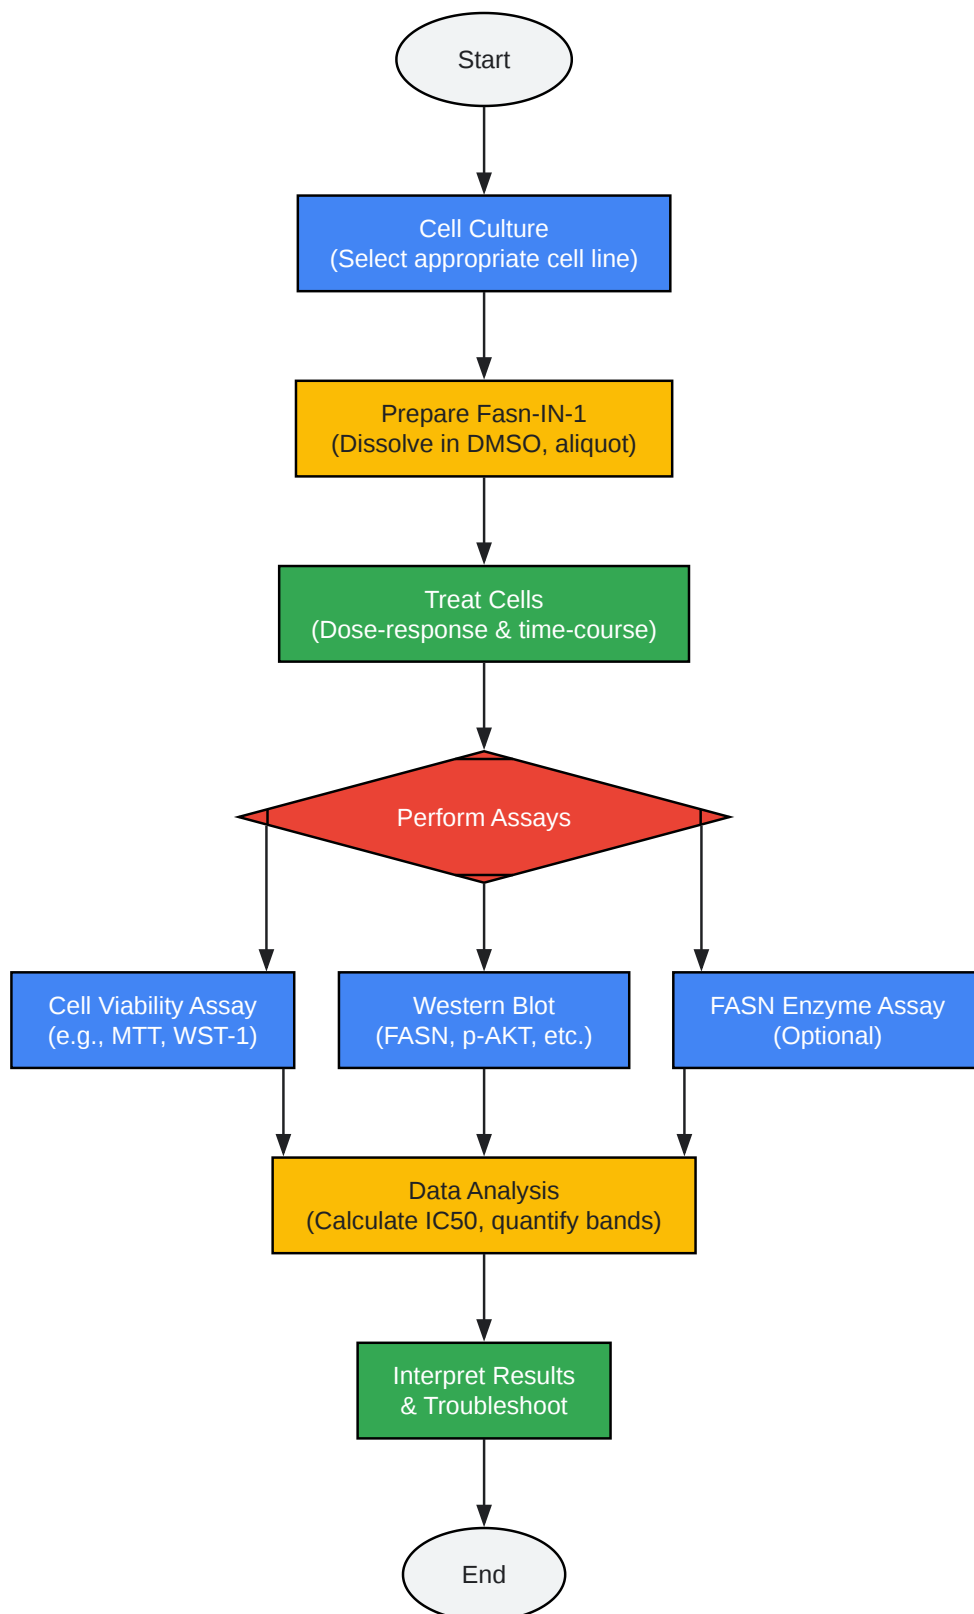 Start
Cell Culture
(Select appropriate cell line)
Prepare Fasn-IN-1
(Dissolve in DMSO, aliquot)
Treat Cells
(Dose-response & time-course)
Perform Assays
Cell Viability Assay
(e.g., MTT, WST-1)
Western Blot
(FASN, p-AKT, etc.)
FASN Enzyme Assay
(Optional)
Data Analysis
(Calculate IC50, quantify bands)
Interpret Results
& Troubleshoot
End